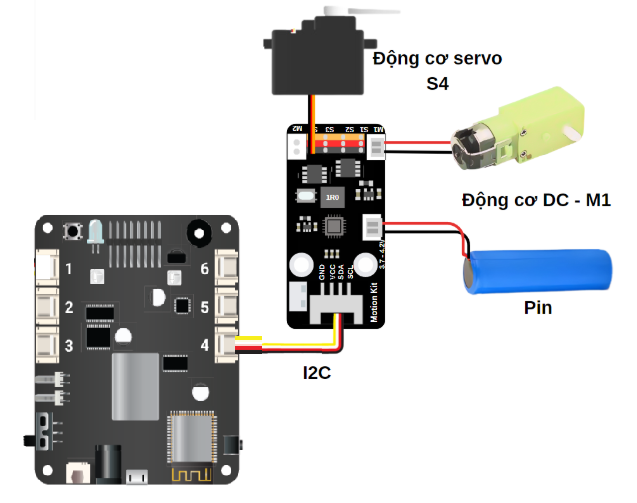 Động cơ servo
S4
M2
S3
S2
S1
M1
1R0
Động cơ DC - M1
3.7 - 4.2V
GND
VCC
SDA
SCL
Motion Kit
Pin
I2C
1
2
3
6
5
4